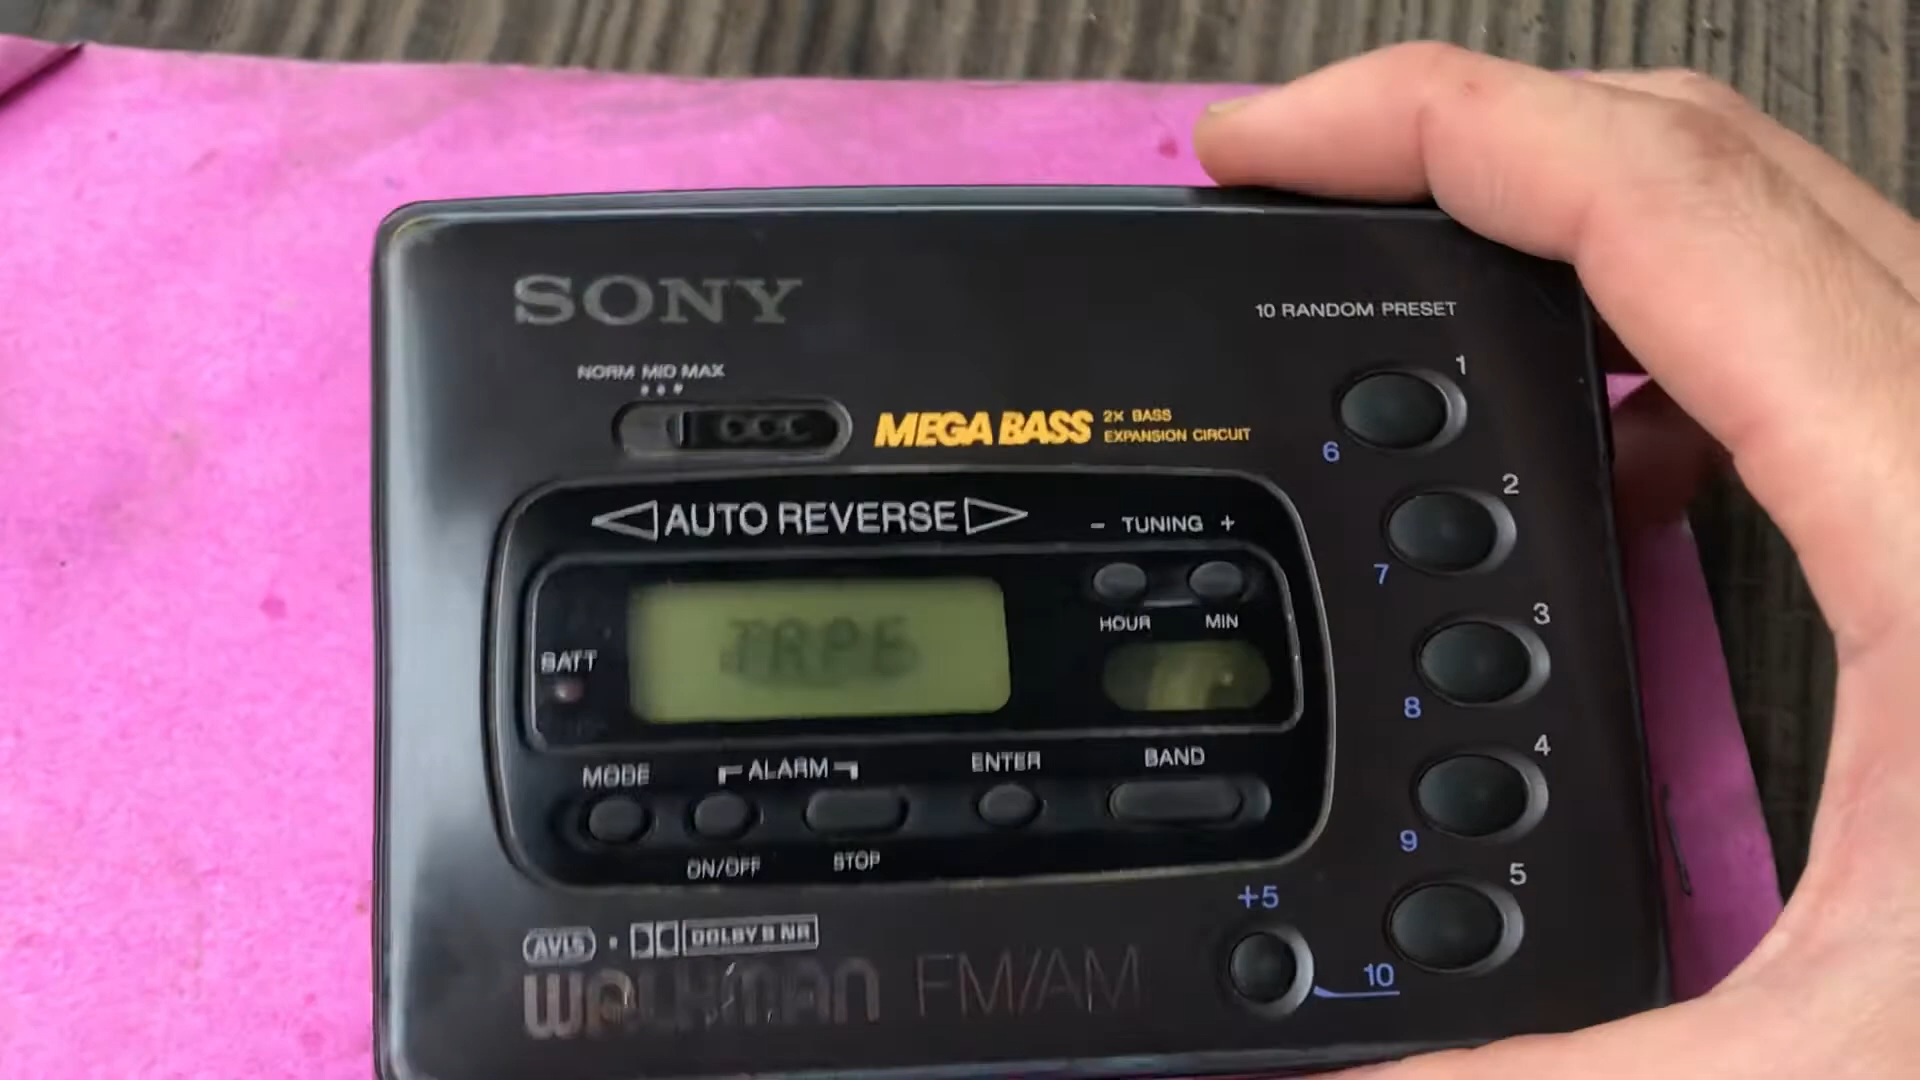 SONY
10 RANDOM PRESET
NORM MID MAX
MEGA BASS 2X BASS
EXPANSION CIRCUIT
1
6
2
7
3
8
4
9
5
10
+5
AUTO REVERSE
- TUNING +
HOUR MIN
BATT
TAPE
MODE
ALARM
ENTER
BAND
ON/OFF
STOP
AVLS • DOLBY B NR
WALKMAN FM/AM